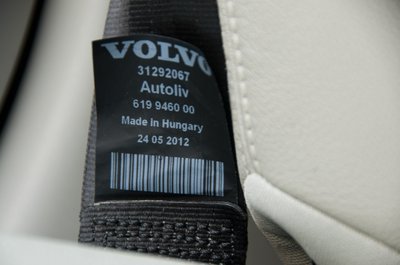 VOLVO
31292067
Autoliv
619 9460 00
Made in Hungary
24 05 2012